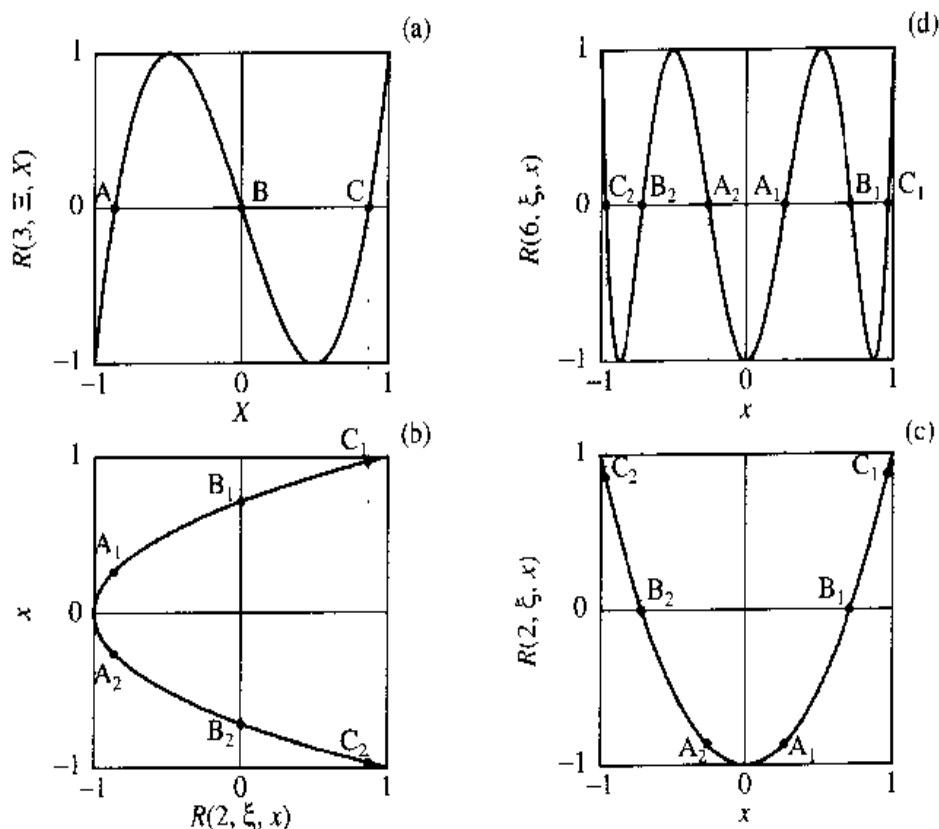 (a)
1
R(3, Ξ, X)
A
B
C
0
−1
−1
0
1
X
(d)
1
R(6, ξ, x)
C₂
B₂
A₂
A₁
B₁
C₁
0
−1
−1
0
1
x
(b)
1
C₁
B₁
A₁
x
0
A₂
B₂
C₂
−1
−1
0
1
R(2, ξ, x)
(c)
1
C₂
C₁
R(2, ξ, x)
B₂
B₁
0
A₂
A₁
−1
−1
0
1
x